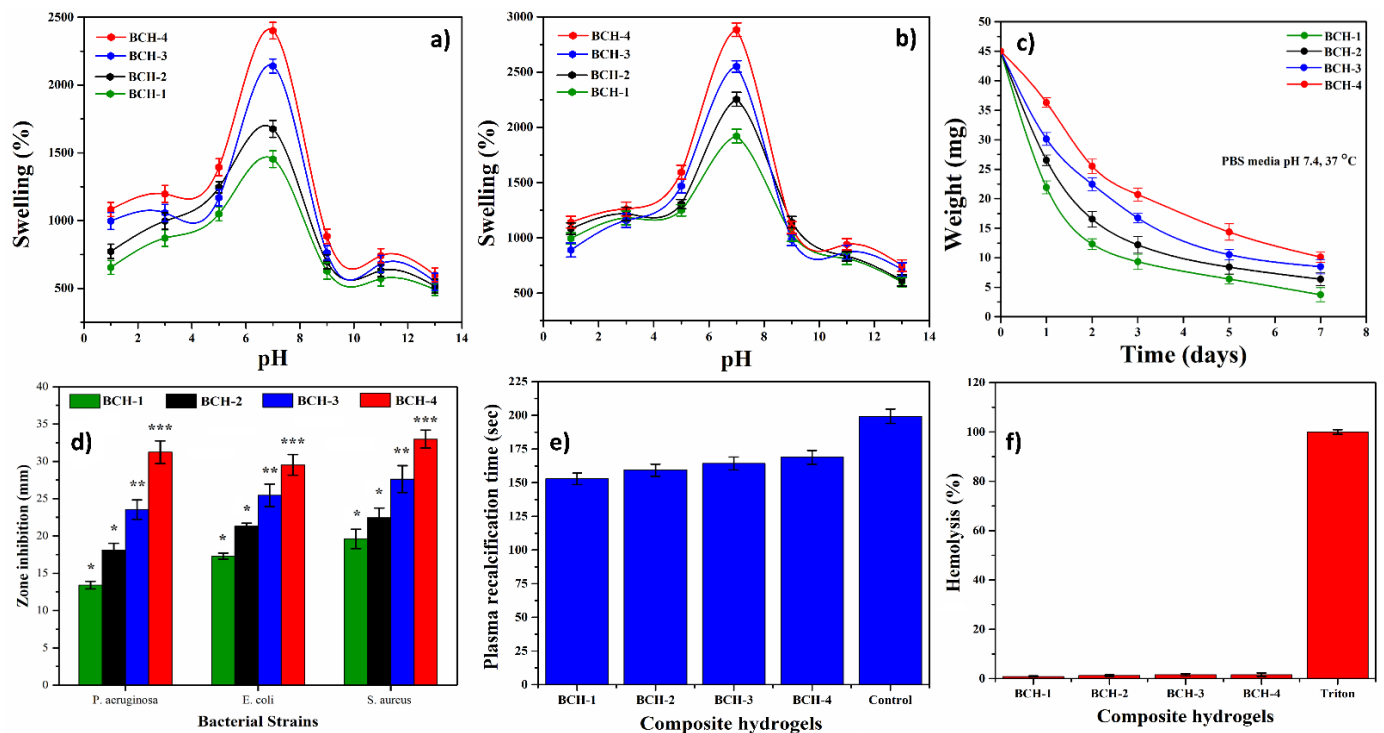 a)
BCH-4
BCH-3
BCH-2
BCH-1
Swelling (%)
2500
2000
1500
1000
500
0 2 4 6 8 10 12 14
pH
b)
BCH-4
BCH-3
BCH-2
BCH-1
Swelling (%)
3000
2500
2000
1500
1000
500
0 2 4 6 8 10 12 14
pH
c)
BCH-1
BCH-2
BCH-3
BCH-4
PBS media pH 7.4, 37 °C
Weight (mg)
50
45
40
35
30
25
20
15
10
5
0
0 1 2 3 4 5 6 7 8
Time (days)
d)
BCH-1 BCH-2 BCH-3 BCH-4
Zone inhibition (mm)
40
35
30
25
20
15
10
5
0
* * ** ***
* * ** ***
* * ** ***
P. aeruginosa E. coli S. aurcus
Bacterial Strains
e)
Plasma recalcification time (sec)
225
200
175
150
125
100
75
50
25
0
BCH-1 BCH-2 BCH-3 BCH-4 Control
Composite hydrogels
f)
Hemolysis (%)
120
100
80
60
40
20
0
BCH-1 BCH-2 BCH-3 BCH-4 Triton
Composite hydrogels